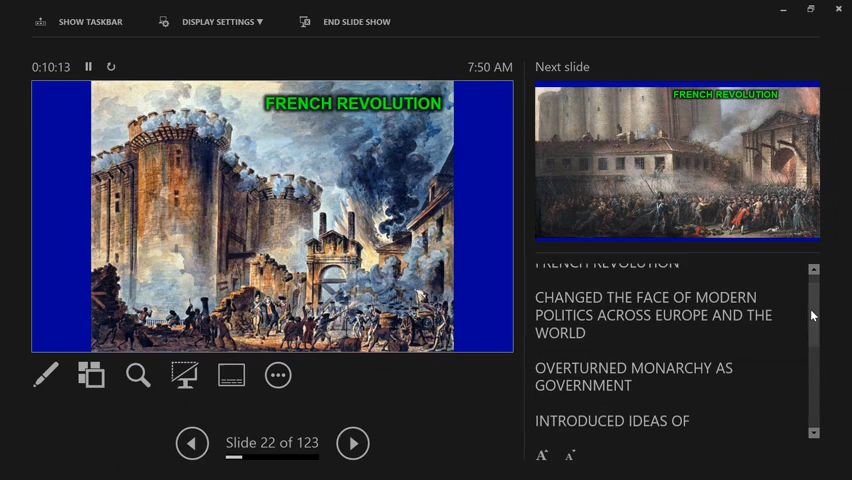 SHOW TASKBAR
DISPLAY SETTINGS ▼
END SLIDE SHOW
0:10:13
7:50 AM
FRENCH REVOLUTION
Next slide
FRENCH REVOLUTION
FRENCH REVOLUTION
CHANGED THE FACE OF MODERN
POLITICS ACROSS EUROPE AND THE
WORLD
OVERTURNED MONARCHY AS
GOVERNMENT
INTRODUCED IDEAS OF
Slide 22 of 123
A A